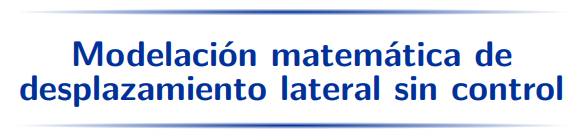 Modelación matemática de
desplazamiento lateral sin control